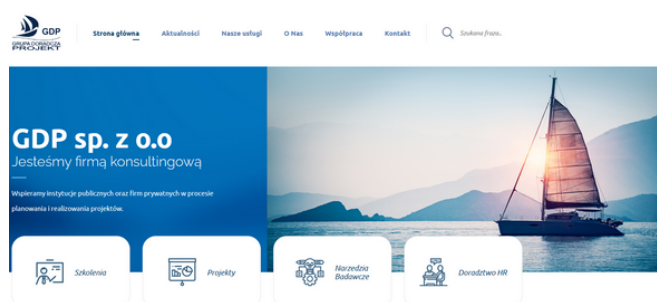 GDP
GRUPA DORADCZA
PROJEKT
Strona główna
Aktualności
Nasze usługi
O Nas
Współpraca
Kontakt
Szukana fraza..
GDP sp. z o.o
Jesteśmy firmą konsultingową
Wspieramy instytucje publicznych oraz firm prywatnych w procesie
planowania i realizowania projektów.
Szkolenia
Projekty
Narzędzia
Badawcze
Doradztwo HR